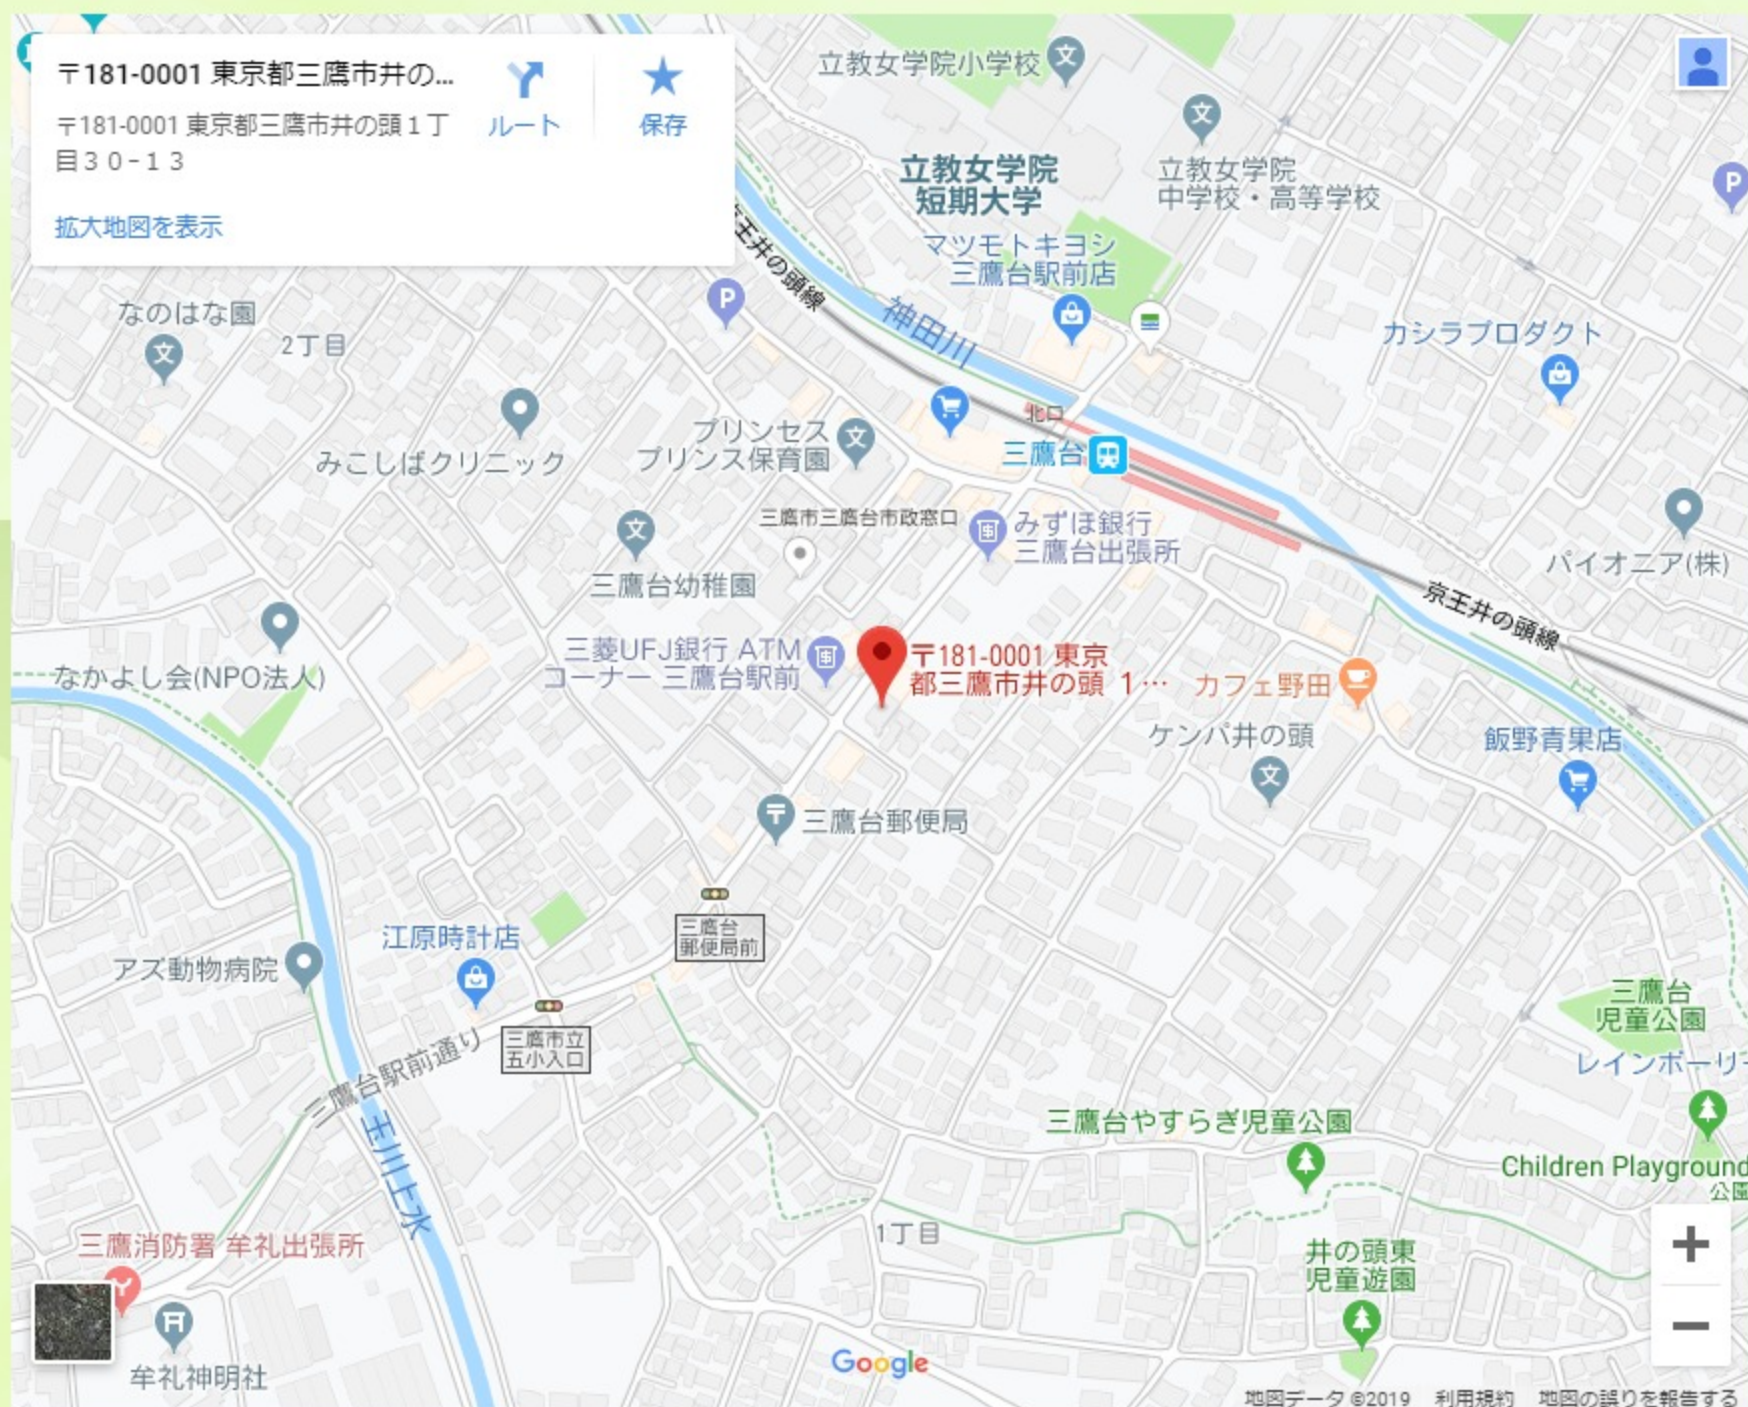 〒181-0001 東京都三鷹市井の...
〒181-0001 東京都三鷹市井の頭１丁
目３０-１３
ルート
保存
拡大地図を表示
立教女学院小学校
立教女学院
短期大学
立教女学院
中学校・高等学校
P
マツモトキヨシ
三鷹台駅前店
京王井の頭線
P
神田川
なのはな園
2丁目
カシラプロダクト
北口
三鷹台
プリンセス
プリンス保育園
みこしばクリニック
三鷹市三鷹台市政窓口
みずほ銀行
三鷹台出張所
パイオニア(株)
三鷹台幼稚園
京王井の頭線
三菱UFJ銀行 ATM
コーナー 三鷹台駅前
〒181-0001 東京
都三鷹市井の頭 １…
カフェ野田
なかよし会(NPO法人)
ケンパ井の頭
飯野青果店
三鷹台郵便局
三鷹台
郵便局前
江原時計店
アズ動物病院
三鷹市立
五小入口
三鷹台駅前通り
三鷹台
児童公園
レインボーリ
玉川上水
三鷹台やすらぎ児童公園
Children Playground
公園
1丁目
三鷹消防署 牟礼出張所
井の頭東
児童遊園
牟礼神明社
Google
地図データ ©2019 利用規約 地図の誤りを報告する